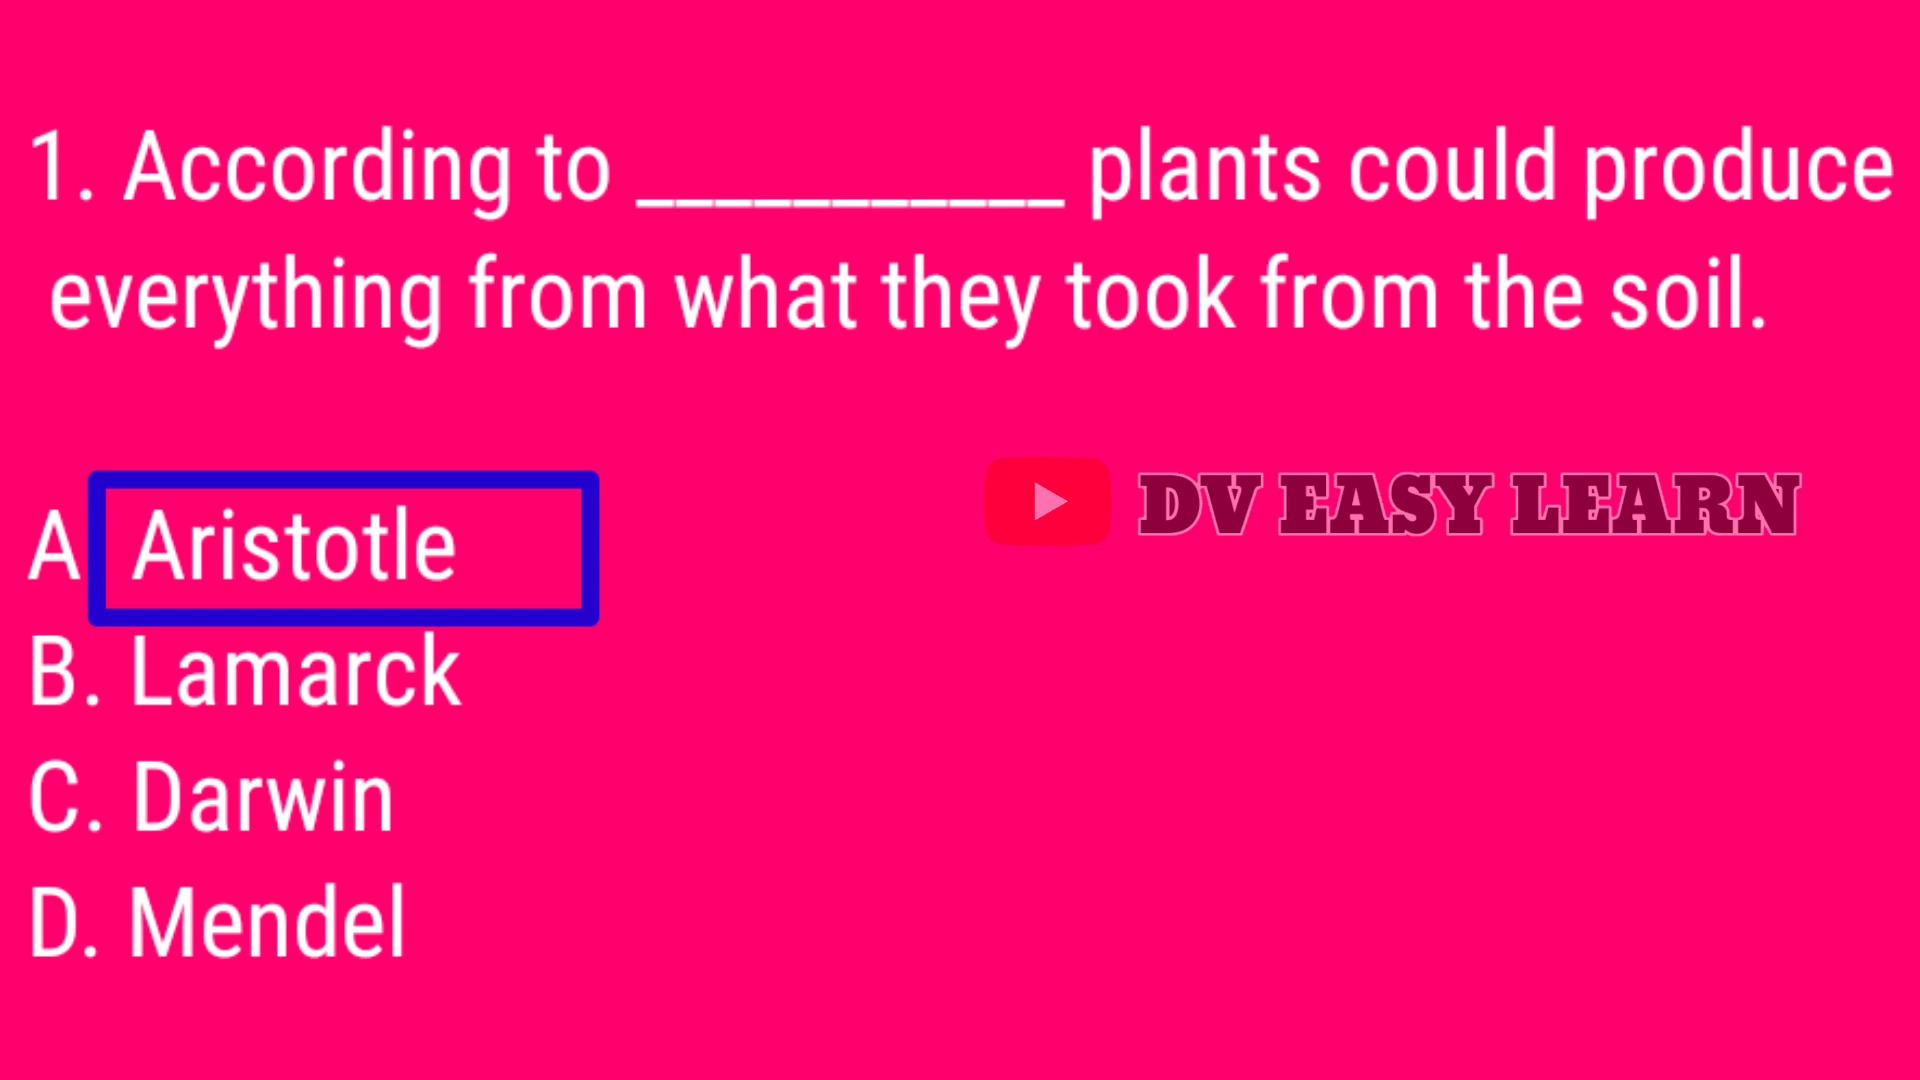 1. According to ___________ plants could produce
everything from what they took from the soil.
A Aristotle
DV EASY LEARN
B. Lamarck
C. Darwin
D. Mendel